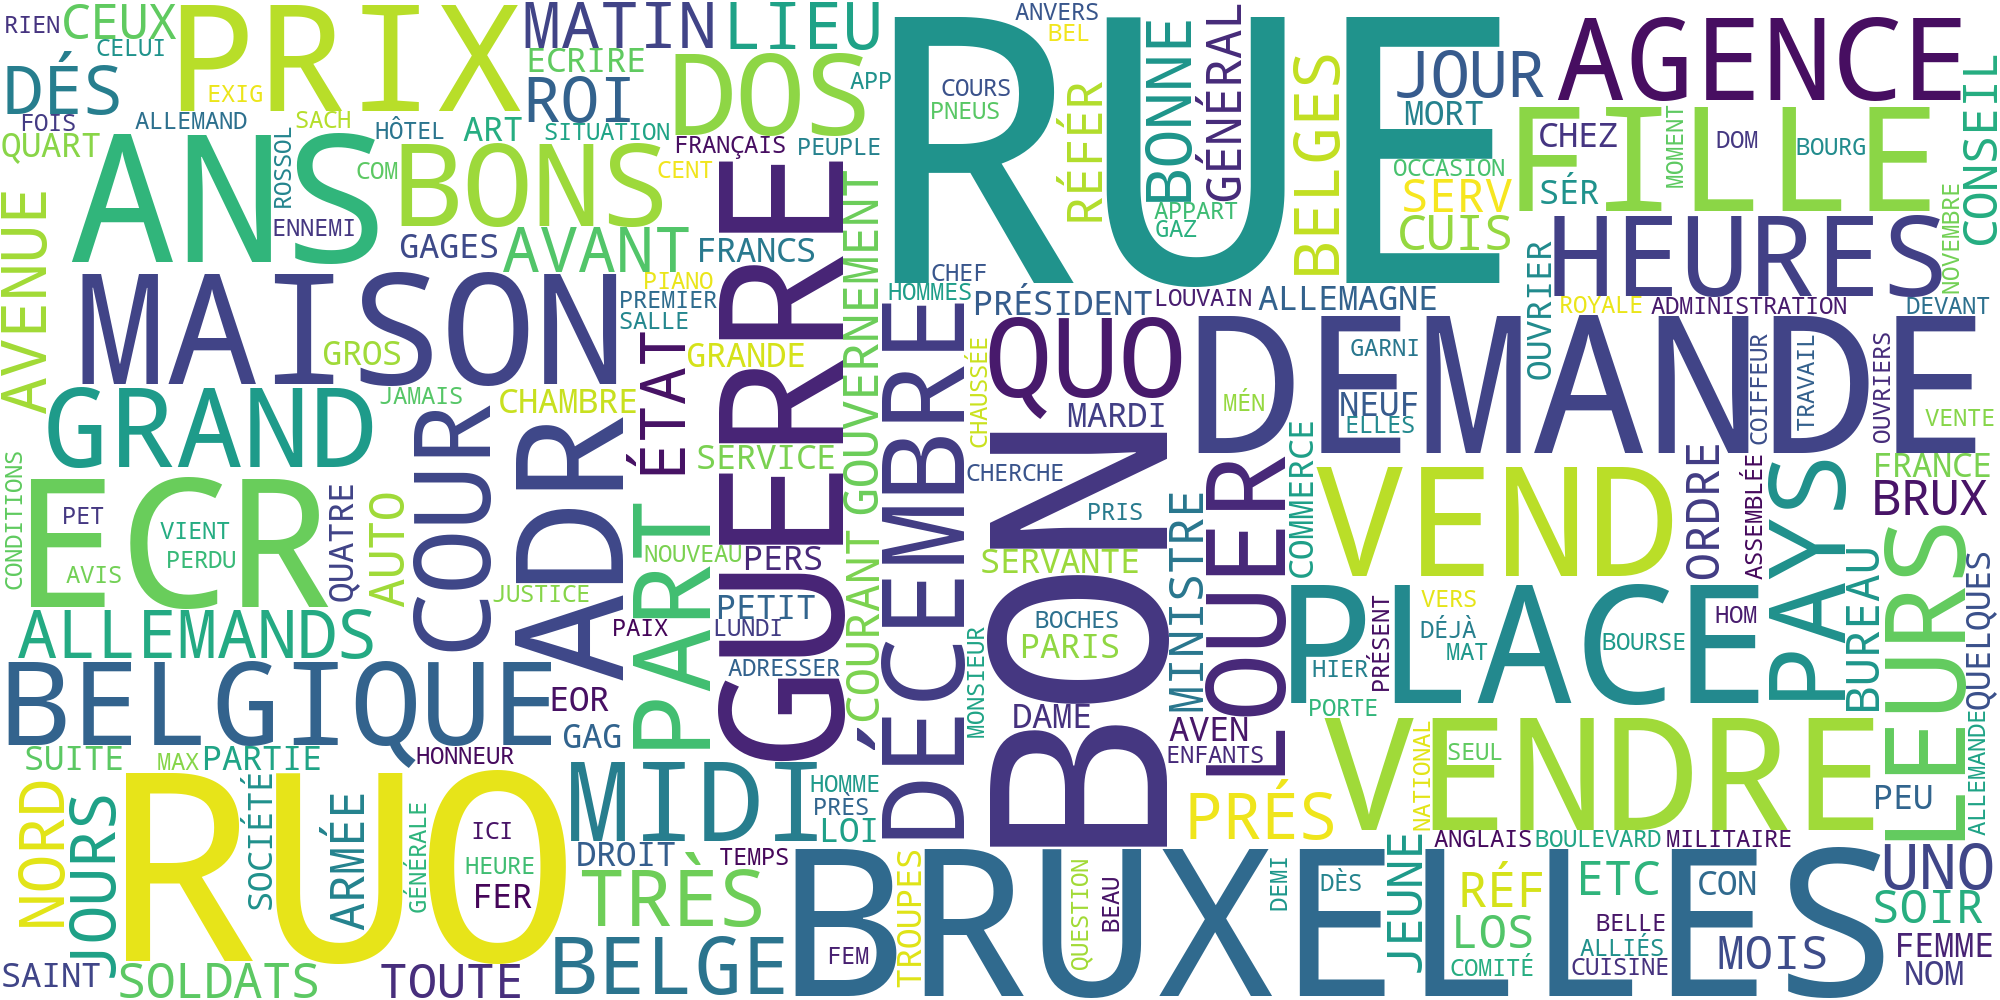 RIEN
CEUX
PRIX
MATIN
LIEU
RUE
ANVERS
BEL
BONNE
GÉNÉRAL
BELGES
JOUR
AGENCE
CELUI
DÉS
EXIG
ECRIRE
ROI
DOS
APP
COURS
PNEUS
RÉFÉR
MORT
FILLE
CONSEIL
FOIS
ALLEMAND
SACH
HÔTEL
ART
SITUATION
FRANÇAIS
PEUPLE
CHEZ
MOMENT
DOM
BOURG
QUART
ANS
ROSSOL
COM
BONS
CENT
OCCASION
SERV
SÉR
AVENUE
ENNEMI
GAGES
AVANT
FRANCS
GUERRE
COURANT
GOUVERNEMENT
APPART
GAZ
CUIS
OUVRIER
HEURES
NOVEMBRE
MAISON
PIANO
PREMIER
SALLE
CHEF
HOMMES
PRÉSIDENT
LOUVAIN
ALLEMAGNE
ROYALE
ADMINISTRATION
DEVANT
GROS
ÉTAT
GRANDE
DÉCEMBRE
CHAUSSÉE
QUO
DEMANDE
GARNI
COIFFEUR
TRAVAIL
OUVRIERS
GRAND
JAMAIS
CHAMBRE
MARDI
MÉN
NEUF
ELLES
VENTE
COUR
ADR
SERVICE
CHERCHE
BON
COMMERCE
VEND
ORDRE
ASSEMBLÉE
PAYS
FRANCE
BRUX
CONDITIONS
ECR
PET
VIENT
PERDU
AVIS
QUATRE
AUTO
PART
NOUVEAU
PERS
PRIS
SERVANTE
MINISTRE
LOUER
JUSTICE
PETIT
PAIX
LUNDI
BOCHES
PARIS
PLACE
PRÉSENT
VERS
DÉJÀ
MAT
HIER
BOURSE
HOM
BUREAU
LEURS
QUELQUES
ALLEMANDS
BELGIQUE
ADRESSER
EOR
GAG
MONSIEUR
DAME
AVEN
ENFANTS
PORTE
VENDRE
NATIONAL
SEUL
ALLEMANDE
SUITE
MAX
PARTIE
HONNEUR
MIDI
HOMME
PRÈS
LOI
PRÉS
PEU
NORD
JOURS
RUO
SOCIÉTÉ
ARMÉE
GÉNÉRALE
ICI
HEURE
FER
DROIT
TEMPS
TRÈS
TROUPES
BRUXELLES
QUESTION
BEAU
DEMI
DÈS
JEUNE
ANGLAIS
BOULEVARD
MILITAIRE
RÉF
ETC
CON
UNO
SAINT
SOLDATS
TOUTE
BELGE
FEM
LOS
COMITÉ
BELLE
ALLIÉS
CUISINE
MOIS
SOIR
FEMME
NOM